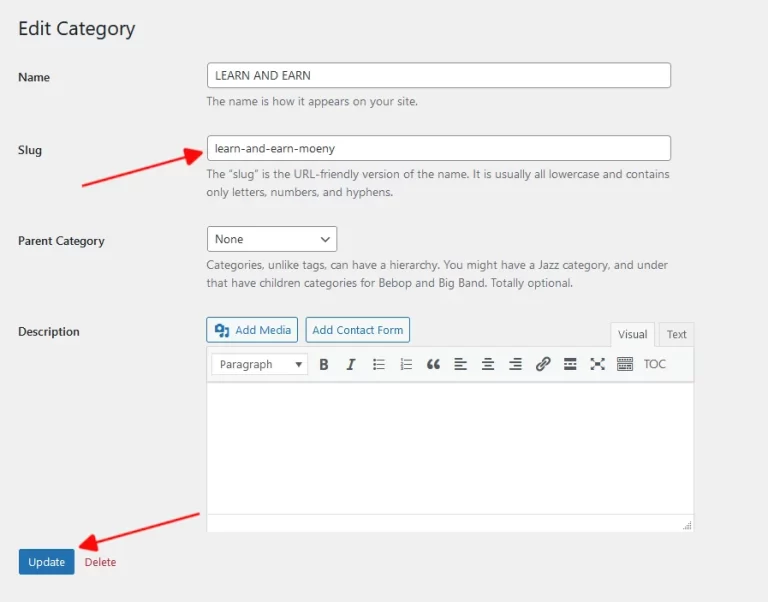 Edit Category
Name
LEARN AND EARN
The name is how it appears on your site.
Slug
learn-and-earn-moeny
The “slug” is the URL-friendly version of the name. It is usually all lowercase and contains
only letters, numbers, and hyphens.
Parent Category
None
Categories, unlike tags, can have a hierarchy. You might have a Jazz category, and under
that have children categories for Bebop and Big Band. Totally optional.
Description
Add Media Add Contact Form
Visual Text
Paragraph B I TOC
Update Delete